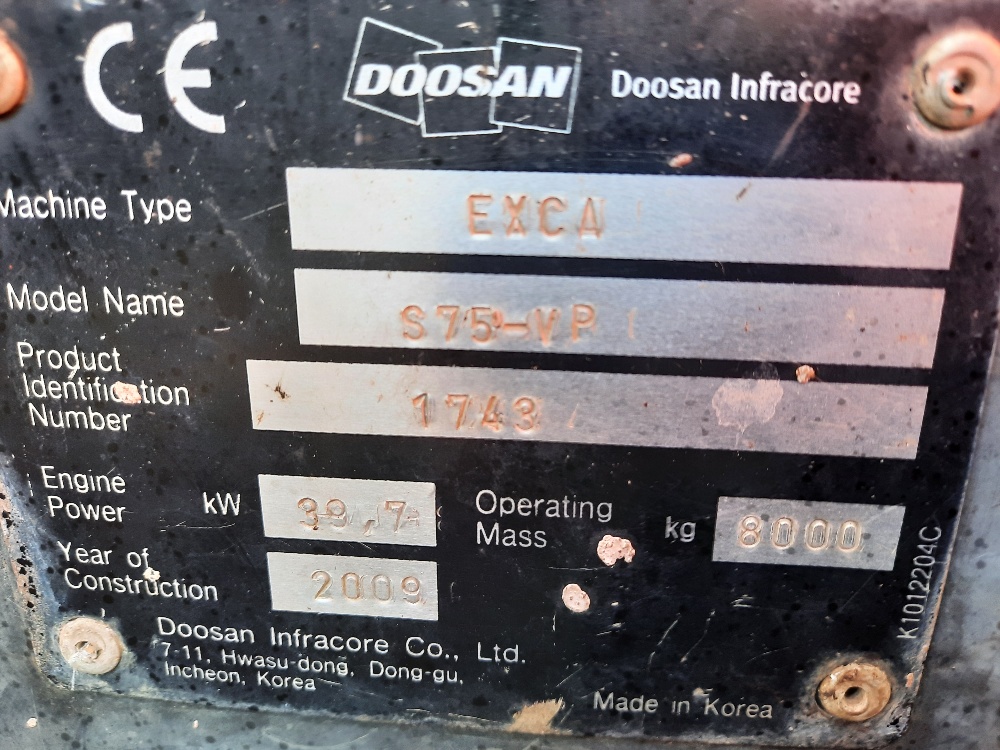 CE DOOSAN Doosan Infracore
Machine Type EXCA
Model Name S75-VP
Product
Identification
Number 1743
Engine
Power kW 39,7 Operating
Mass kg 8000
Year of
Construction 2009
K1012204C
Doosan Infracore Co., Ltd.
7-11, Hwasu-dong, Dong-gu,
Incheon, Korea
Made in Korea